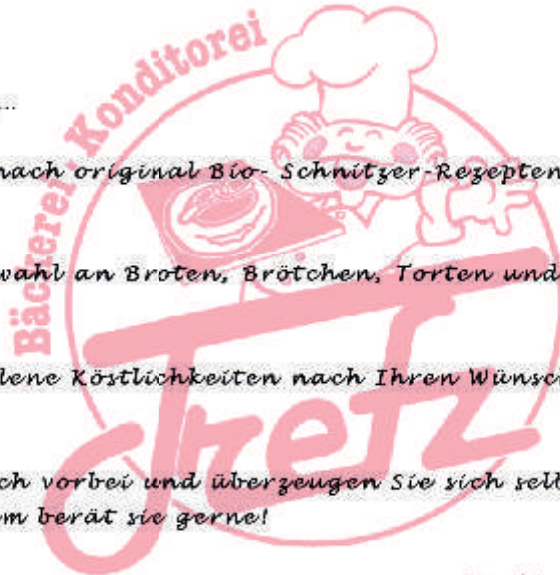 Bäckerei · Konditorei
...
nach original Bio- Schnitzer-Rezepten
wahl an Broten, Brötchen, Torten und
lene Köstlichkeiten nach Ihren Wünsc
Trefz
ch vorbei und überzeugen Sie sich selb
m berät sie gerne!